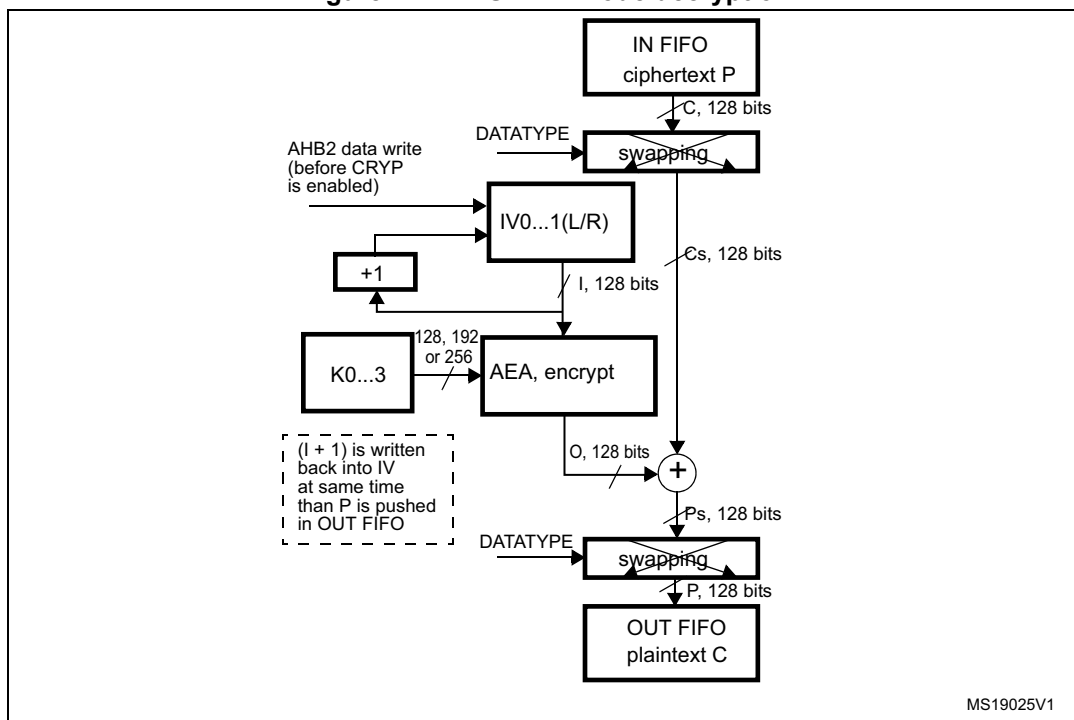 IN FIFO
ciphertext P
C, 128 bits
DATATYPE
swapping
AHB2 data write
(before CRYP
is enabled)
IV0...1(L/R)
Cs, 128 bits
+1
I, 128 bits
128, 192
or 256
K0...3
AEA, encrypt
(I + 1) is written
back into IV
at same time
than P is pushed
in OUT FIFO
O, 128 bits
+
Ps, 128 bits
DATATYPE
swapping
P, 128 bits
OUT FIFO
plaintext C
MS19025V1